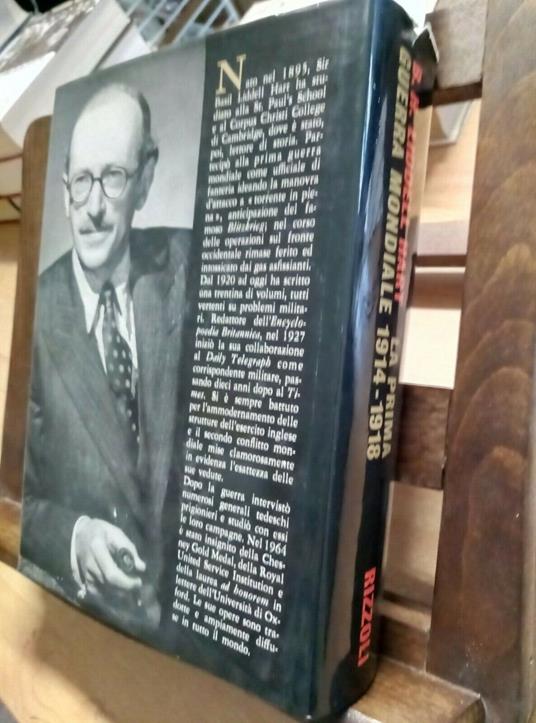 Nato nel 1895, Sir
Basil Liddell Hart ha stu-
diato alla St. Paul's School
e al Corpus Christi College
di Cambridge, dove è stato,
poi, lettore di storia. Par-
tecipò alla prima guerra
mondiale come ufficiale di
fanteria ideando la manovra
d'attacco a « torrente in pie-
na », anticipazione del fa-
moso Blitzkrieg; nel corso
delle operazioni sul fronte
occidentale rimase ferito ed
intossicato dai gas asfissianti.
Dal 1920 ad oggi ha scritto
una trentina di volumi, tutti
vertenti su problemi milita-
ri. Redattore dell'Encyclo-
paedia Britannica, nel 1927
iniziò la sua collaborazione
al Daily Telegraph come
corrispondente militare, pas-
sando dieci anni dopo al Ti-
mes. Si è sempre battuto
per l'ammodernamento delle
strutture dell'esercito inglese
e il secondo conflitto mon-
diale mise clamorosamente
in evidenza l'esattezza delle
sue vedute.
Dopo la guerra intervistò
numerosi generali tedeschi
prigionieri e studiò con essi
le loro campagne. Nel 1964
è stato insignito della Ches-
ney Gold Medal, della Royal
United Service Institution e
della laurea ad honorem in
lettere dell'Università di Ox-
ford. Le sue opere sono tra-
dotte e ampiamente diffu-
se in tutto il mondo.
B.H. LIDDELL HART
LA PRIMA
GUERRA MONDIALE 1914-1918
RIZZOLI